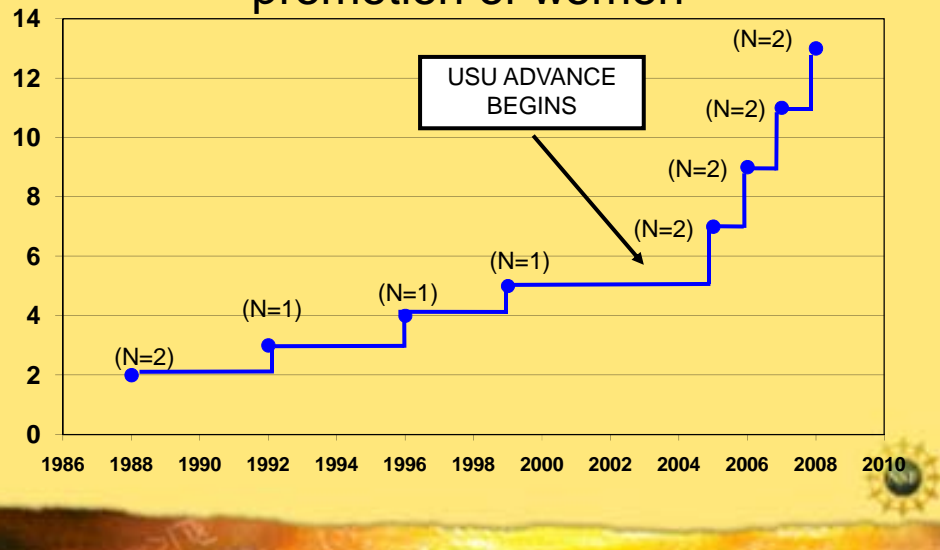 promotion of women
14
12
10
8
6
4
2
0
USU ADVANCE
BEGINS
(N=2)
(N=1)
(N=1)
(N=1)
(N=2)
(N=2)
(N=2)
(N=2)
1986 1988 1990 1992 1994 1996 1998 2000 2002 2004 2006 2008 2010